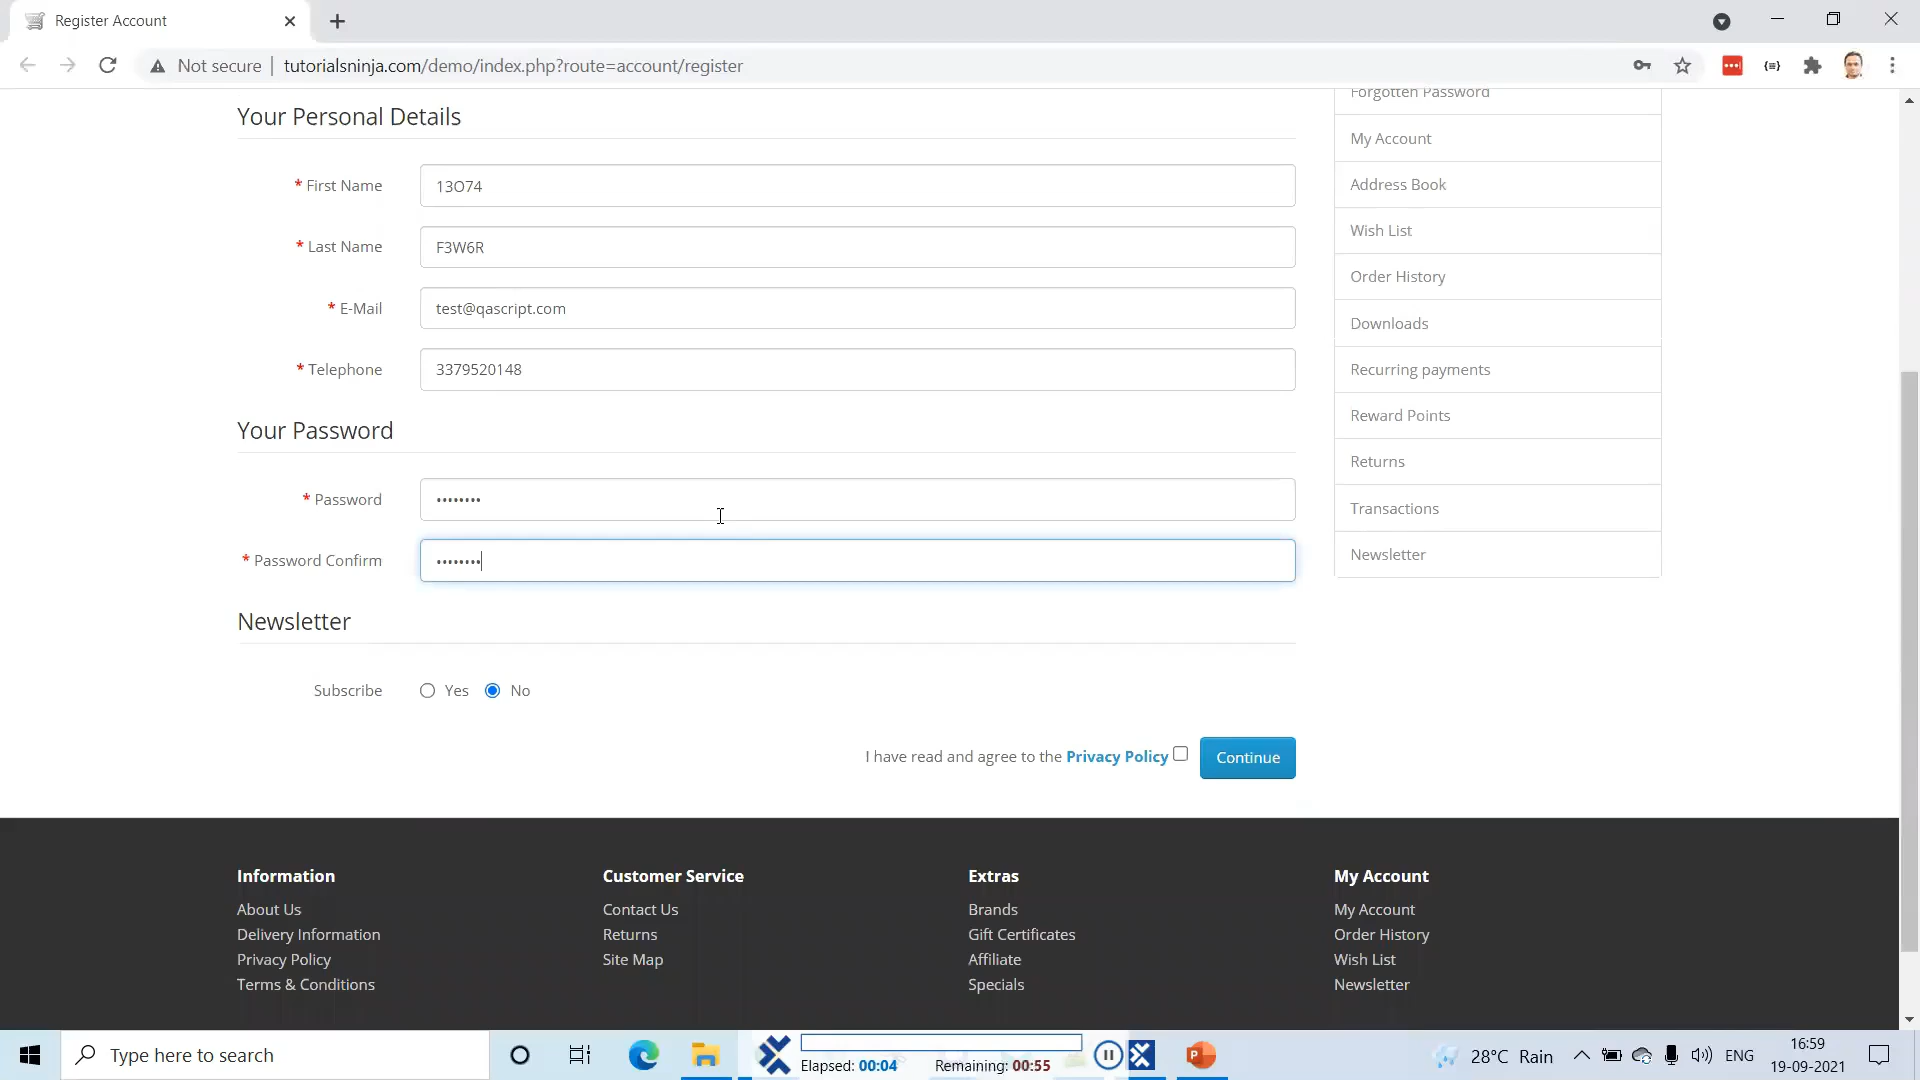 Register Account
Not secure | tutorialsninja.com/demo/index.php?route=account/register
Forgotten Password
My Account
Address Book
Wish List
Order History
Downloads
Recurring payments
Reward Points
Returns
Transactions
Newsletter
Your Personal Details
* First Name 13O74
* Last Name F3W6R
* E-Mail test@qascript.com
* Telephone 3379520148
Your Password
* Password ••••••••
* Password Confirm ••••••••
Newsletter
Subscribe Yes No
I have read and agree to the Privacy Policy Continue
Information
About Us
Delivery Information
Privacy Policy
Terms & Conditions
Customer Service
Contact Us
Returns
Site Map
Extras
Brands
Gift Certificates
Affiliate
Specials
My Account
My Account
Order History
Wish List
Newsletter
Type here to search
Elapsed: 00:04 Remaining: 00:55
28°C Rain
ENG
16:59
19-09-2021